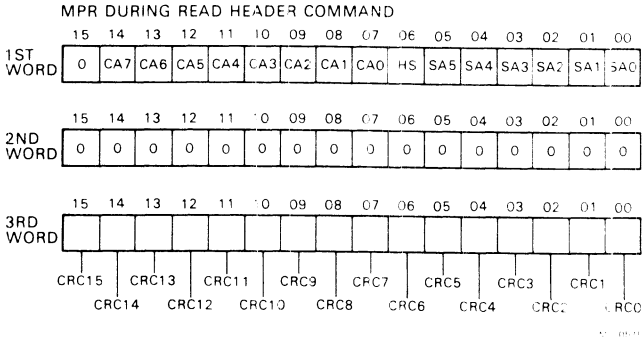 MPR DURING READ HEADER COMMAND
15 14 13 12 11 10 09 08 07 06 05 04 03 02 01 00
1ST
WORD 0 CA7 CA6 CA5 CA4 CA3 CA2 CA1 CA0 HS SA5 SA4 SA3 SA2 SA1 SA0
15 14 13 12 11 10 09 08 07 06 05 04 03 02 01 00
2ND
WORD 0 0 0 0 0 0 0 0 0 0 0 0 0 0 0 0
15 14 13 12 11 10 09 08 07 06 05 04 03 02 01 00
3RD
WORD
CRC15 CRC13 CRC11 CRC9 CRC7 CRC5 CRC3 CRC1
CRC14 CRC12 CRC10 CRC8 CRC6 CRC4 CRC2 CRC0